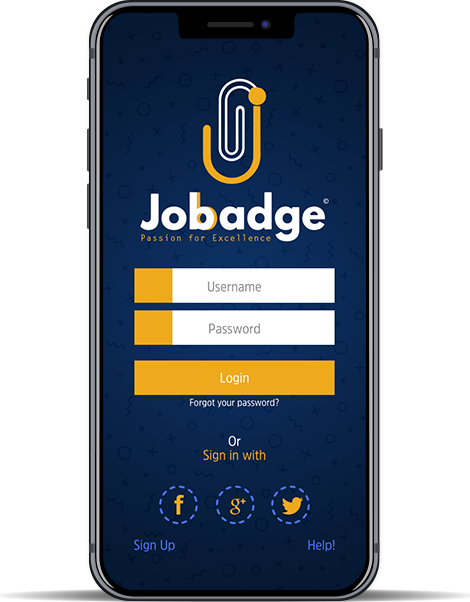 Jobadge©
Passion for Excellence
Username
Password
Login
Forgot your password?
Or
Sign in with
f
g+
Sign Up Help!